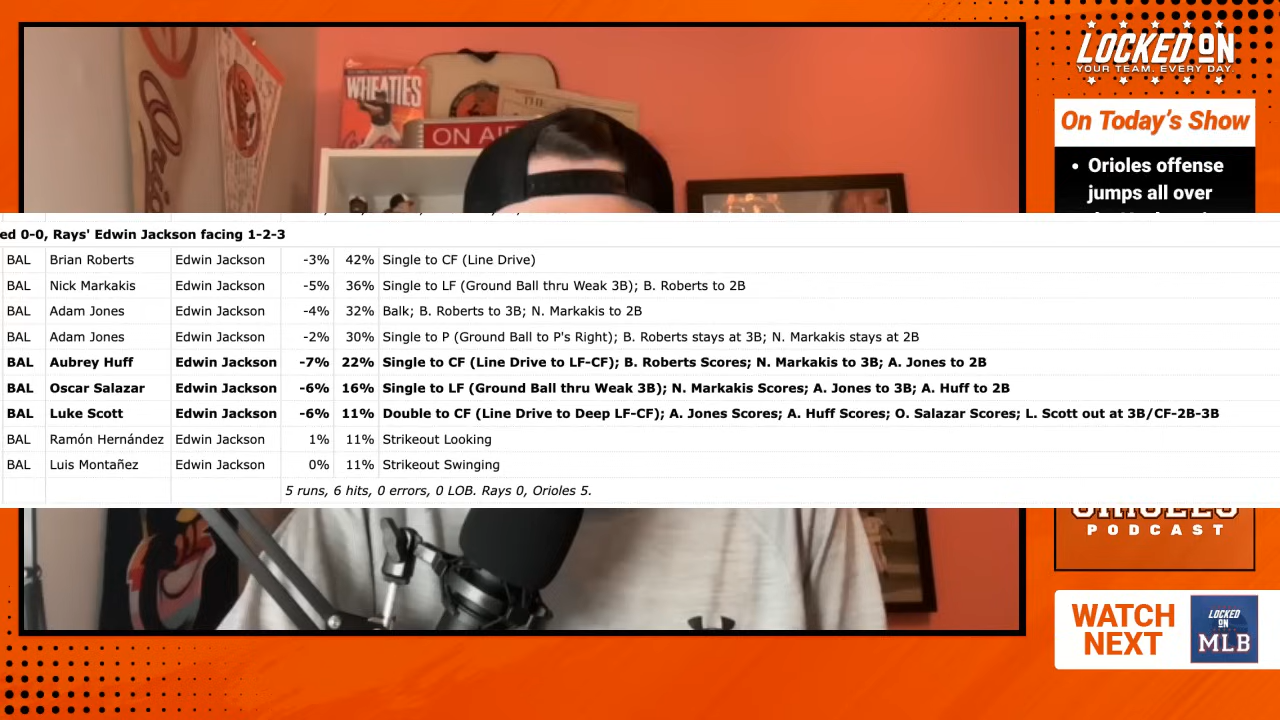 WHEATIES
THE
ON AI
LOCKED ON
YOUR TEAM. EVERY DAY.
On Today's Show
• Orioles offense
jumps all over
ed 0-0, Rays' Edwin Jackson facing 1-2-3
BAL Brian Roberts Edwin Jackson -3% 42% Single to CF (Line Drive)
BAL Nick Markakis Edwin Jackson -5% 36% Single to LF (Ground Ball thru Weak 3B); B. Roberts to 2B
BAL Adam Jones Edwin Jackson -4% 32% Balk; B. Roberts to 3B; N. Markakis to 2B
BAL Adam Jones Edwin Jackson -2% 30% Single to P (Ground Ball to P's Right); B. Roberts stays at 3B; N. Markakis stays at 2B
BAL Aubrey Huff Edwin Jackson -7% 22% Single to CF (Line Drive to LF-CF); B. Roberts Scores; N. Markakis to 3B; A. Jones to 2B
BAL Oscar Salazar Edwin Jackson -6% 16% Single to LF (Ground Ball thru Weak 3B); N. Markakis Scores; A. Jones to 3B; A. Huff to 2B
BAL Luke Scott Edwin Jackson -6% 11% Double to CF (Line Drive to Deep LF-CF); A. Jones Scores; A. Huff Scores; O. Salazar Scores; L. Scott out at 3B/CF-2B-3B
BAL Ramón Hernández Edwin Jackson 1% 11% Strikeout Looking
BAL Luis Montañez Edwin Jackson 0% 11% Strikeout Swinging
5 runs, 6 hits, 0 errors, 0 LOB. Rays 0, Orioles 5.
PODCAST
WATCH
NEXT
LOCKED
ON
MLB